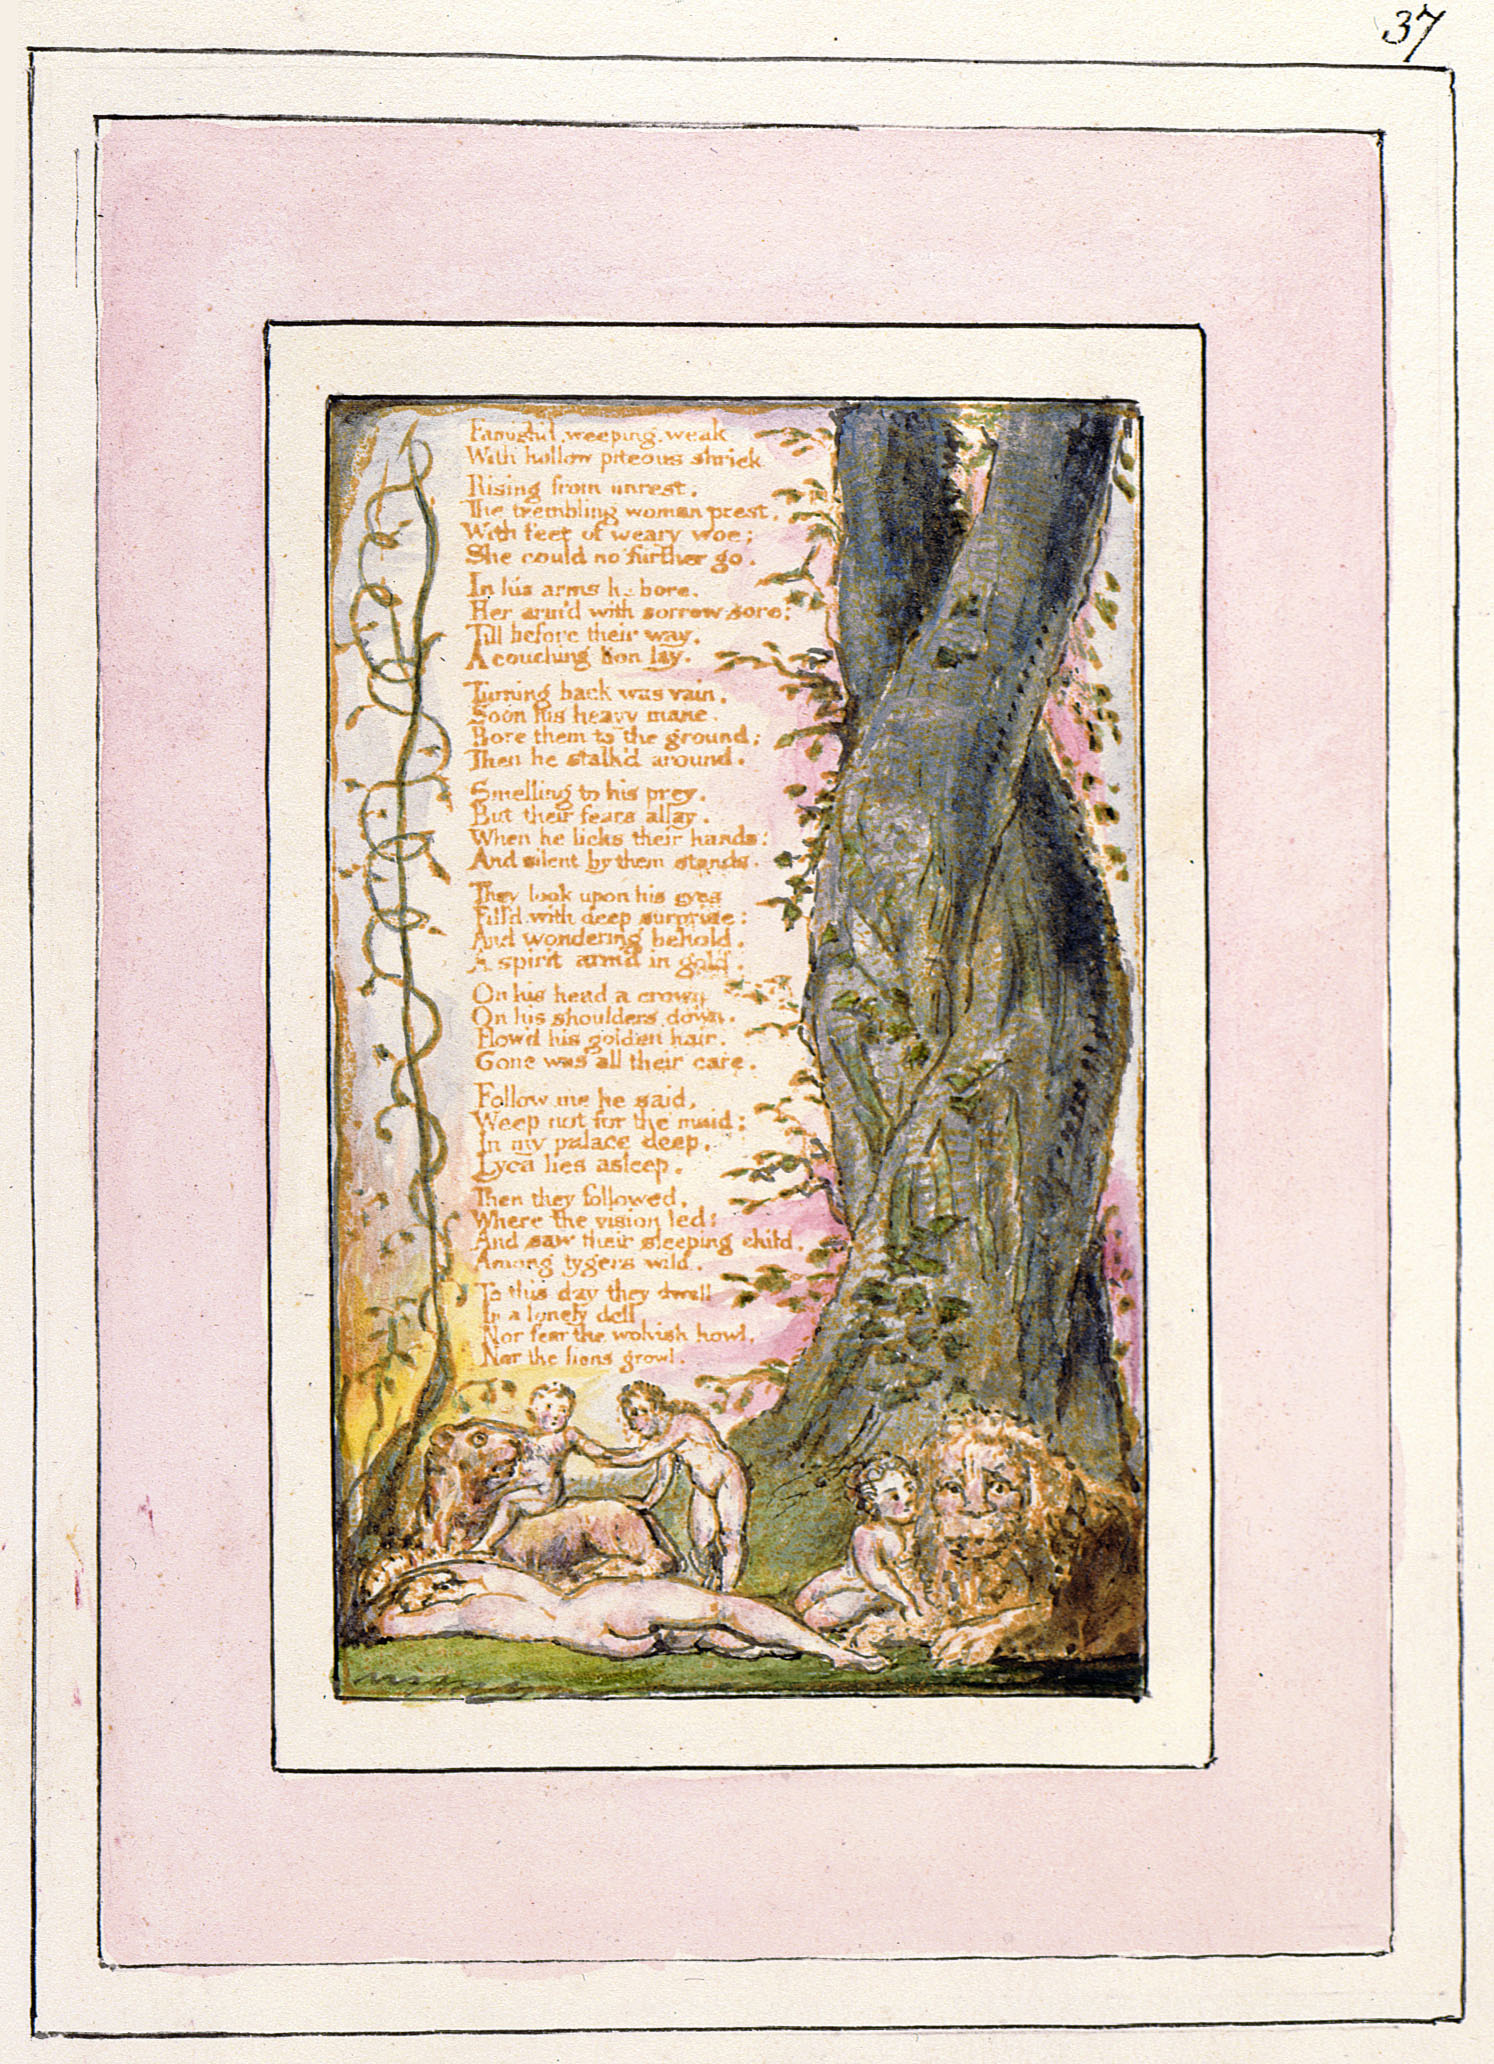 37
Famish'd, weeping, weak
With hollow piteous shriek
Rising from unrest,
The trembling woman prest,
With feet of weary woe;
She could no further go.
In his arms he bore,
Her arm'd with sorrow sore;
Till before their way,
A couching lion lay.
Turning back was vain,
Soon his heavy mane,
Bore them to the ground;
Then he stalk'd around.
Smelling to his prey.
But their fears allay,
When he licks their hands:
And silent by them stands.
They look upon his eyes
Fill'd with deep surprise:
And wondering behold,
A spirit arm'd in gold.
On his head a crown
On his shoulders down,
Flow'd his golden hair.
Gone was all their care.
Follow me he said,
Weep not for the maid;
In my palace deep,
Lyca lies asleep.
Then they followed,
Where the vision led:
And saw their sleeping child,
Among tygers wild.
To this day they dwell
In a lonely dell
Nor fear the wolvish howl,
Nor the lions growl.